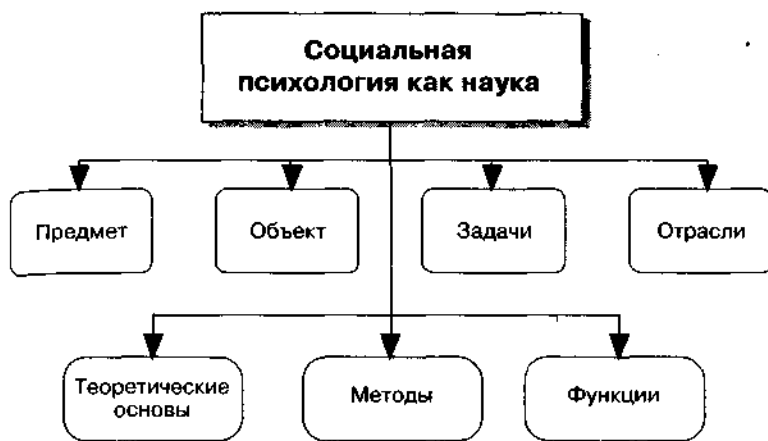 Социальная
психология как наука
Предмет
Объект
Задачи
Отрасли
Теоретические
основы
Методы
Функции